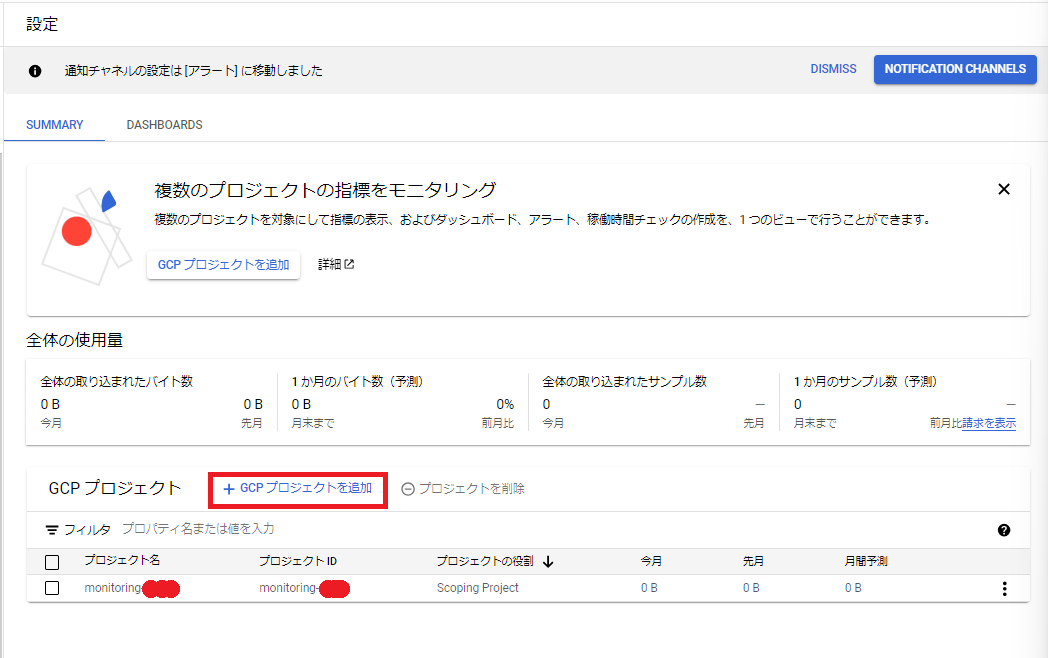 設定
通知チャネルの設定は [アラート] に移動しました DISMISS NOTIFICATION CHANNELS
SUMMARY DASHBOARDS
複数のプロジェクトの指標をモニタリング
複数のプロジェクトを対象にして指標の表示、およびダッシュボード、アラート、稼働時間チェックの作成を、1 つのビューで行うことができます。
GCP プロジェクトを追加 詳細
全体の使用量
全体の取り込まれたバイト数 1 か月のバイト数（予測） 全体の取り込まれたサンプル数 1 か月のサンプル数（予測）
0 B 0 B 0 B 0% 0 — 0 —
今月 先月 月末まで 前月比 今月 先月 月末まで 前月比請求を表示
GCP プロジェクト + GCP プロジェクトを追加 プロジェクトを削除
フィルタ プロパティ名または値を入力
プロジェクト名 プロジェクト ID プロジェクトの役割 今月 先月 月間予測
monitoring- monitoring- Scoping Project 0 B 0 B 0 B